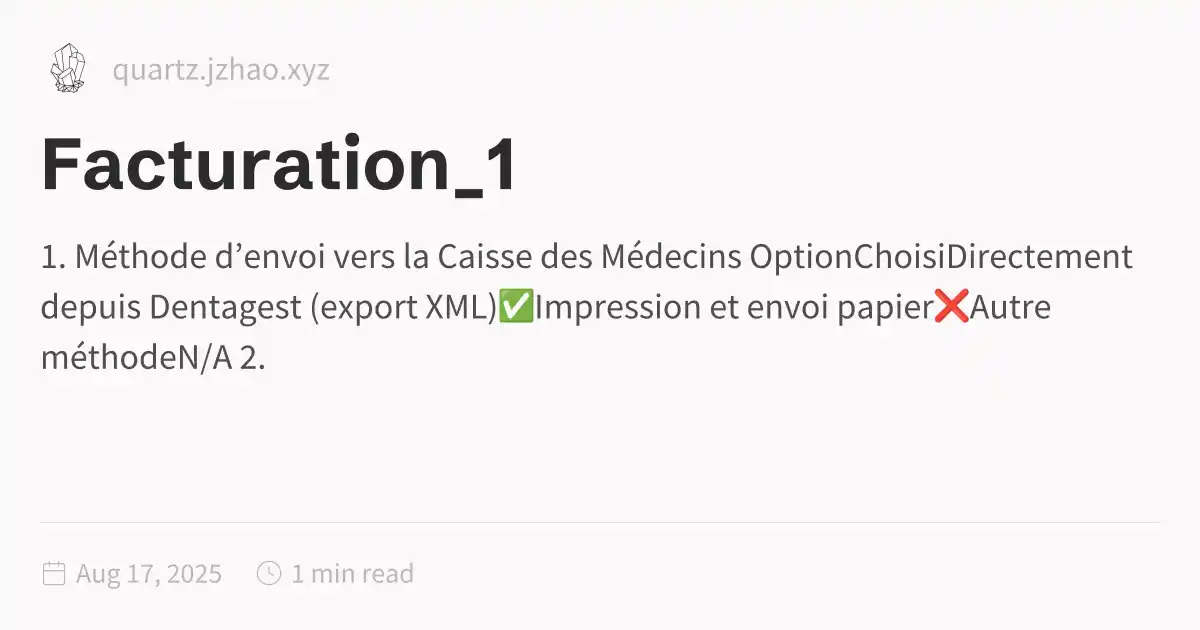 quartz.jzhao.xyz
Facturation_1
1. Méthode d’envoi vers la Caisse des Médecins OptionChoisiDirectement
depuis Dentagest (export XML)✅Impression et envoi papier❌Autre
méthodeN/A 2.
Aug 17, 2025
1 min read